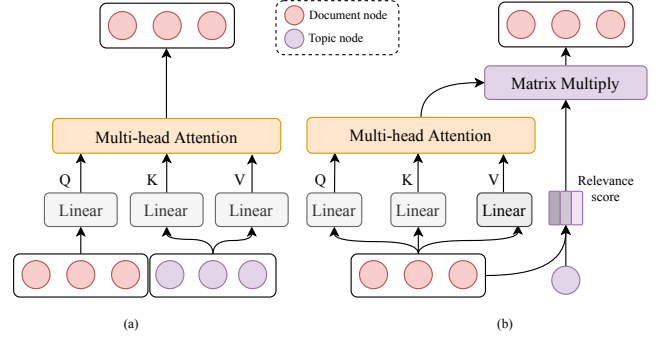 Document node
Topic node
Matrix Multiply
Multi-head Attention
Multi-head Attention
Q
K
V
Q
K
V
Relevance
score
Linear
Linear
Linear
Linear
Linear
Linear
(a)
(b)